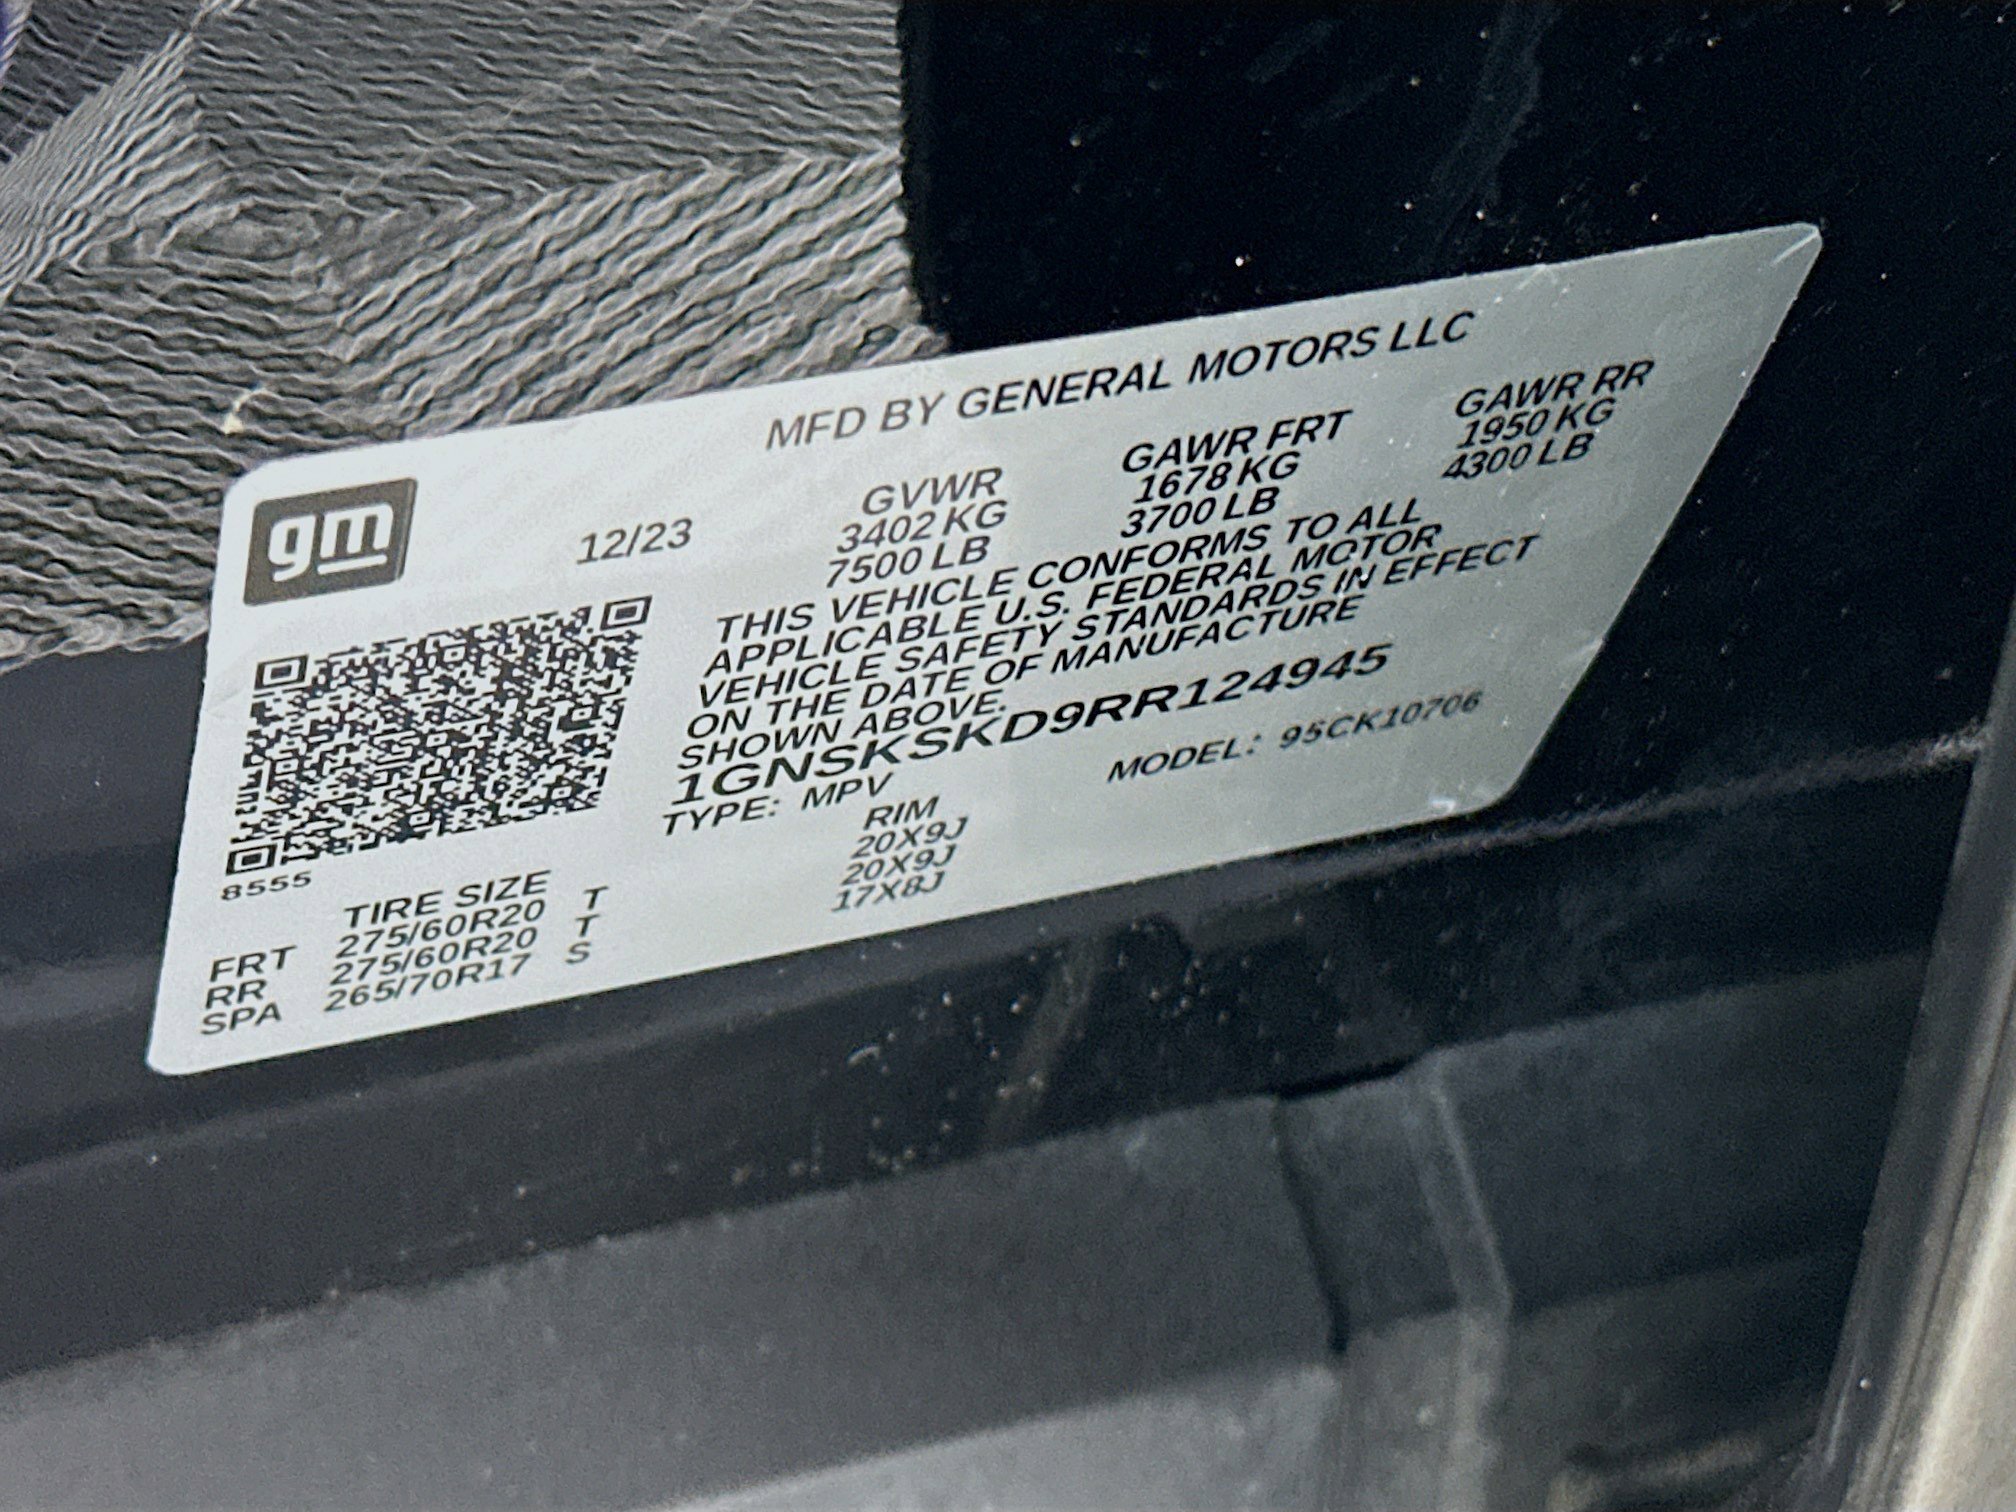 MFD BY GENERAL MOTORS LLC
gm
12/23
GVWR GAWR FRT GAWR RR
3402 KG 1678 KG 1950 KG
7500 LB 3700 LB 4300 LB
THIS VEHICLE CONFORMS TO ALL
APPLICABLE U.S. FEDERAL MOTOR
VEHICLE SAFETY STANDARDS IN EFFECT
ON THE DATE OF MANUFACTURE
SHOWN ABOVE.
1GNSKSKD9RR124945
TYPE: MPV MODEL: 95CK10706
8555
TIRE SIZE RIM
FRT 275/60R20 T 20X9J
RR 275/60R20 T 20X9J
SPA 265/70R17 S 17X8J